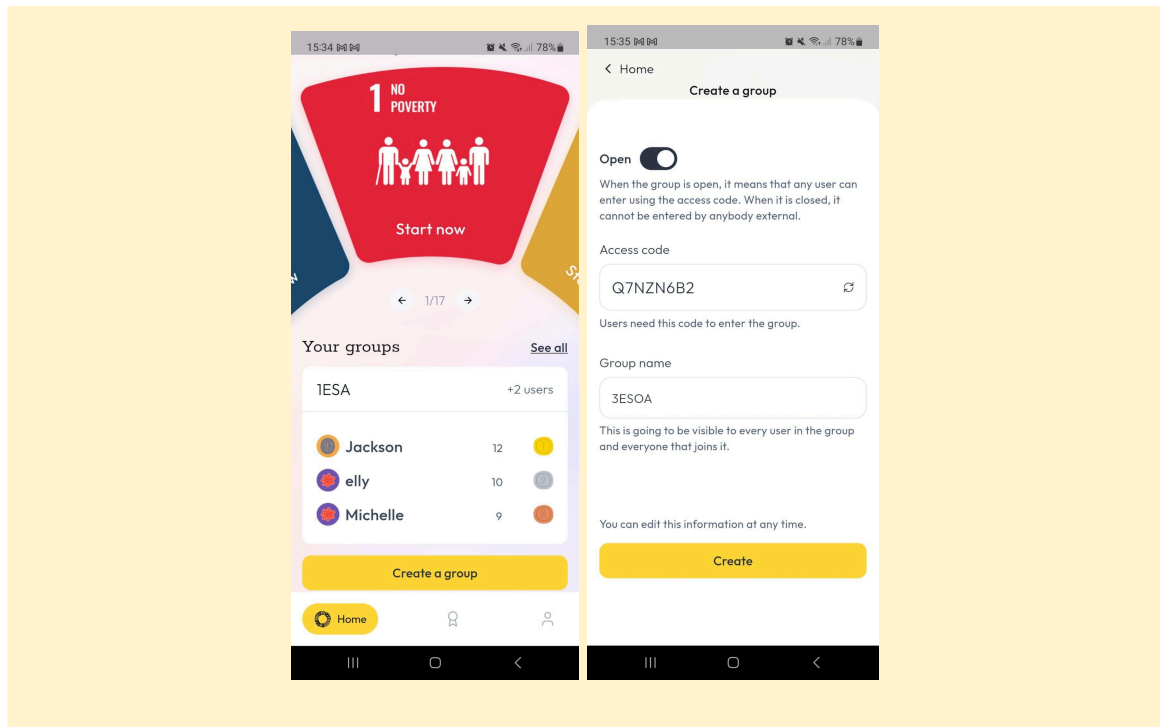 15:34
78%
1 NO
POVERTY
Start now
1/17
Your groups See all
1ESA +2 users
Jackson 12 1
elly 10 2
Michelle 9 3
Create a group
Home
15:35
78%
Home
Create a group
Open
When the group is open, it means that any user can
enter using the access code. When it is closed, it
cannot be entered by anybody external.
Access code
Q7NZN6B2
Users need this code to enter the group.
Group name
3ESOA
This is going to be visible to every user in the group
and everyone that joins it.
You can edit this information at any time.
Create